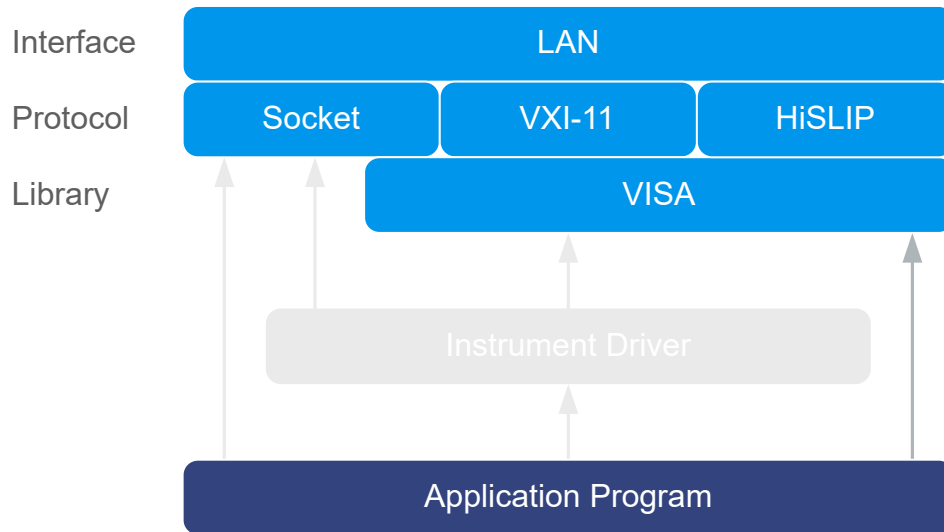 Interface
LAN
Protocol
Socket
VXI-11
HiSLIP
Library
VISA
Instrument Driver
Application Program